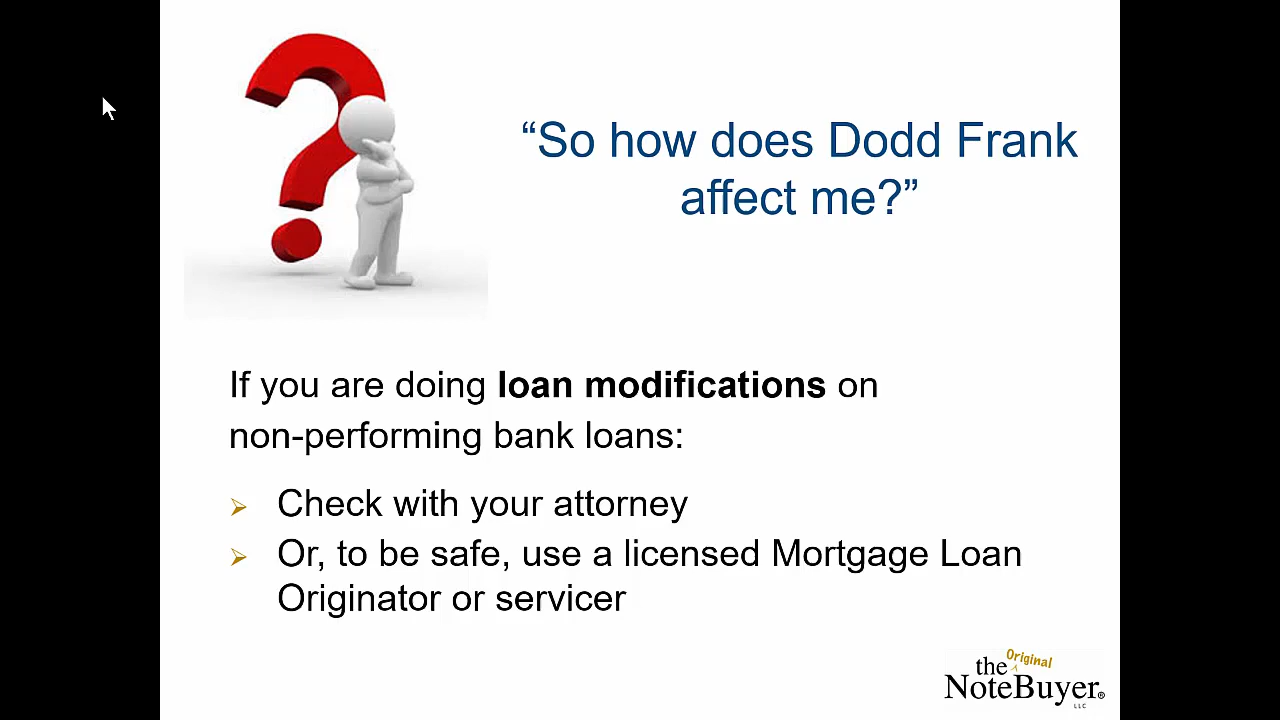 “So how does Dodd Frank
affect me?”
If you are doing loan modifications on
non-performing bank loans:
Check with your attorney
Or, to be safe, use a licensed Mortgage Loan
Originator or servicer
the Original
NoteBuyer®
LLC